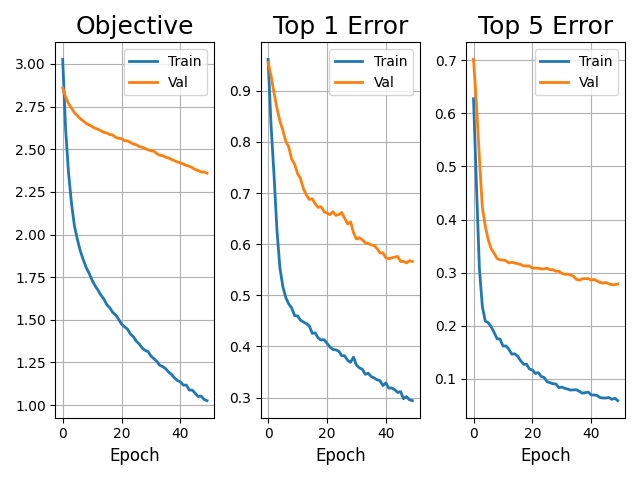 Objective
Train
Val
3.00
2.75
2.50
2.25
2.00
1.75
1.50
1.25
1.00
0
20
40
Epoch
Top 1 Error
Train
Val
0.9
0.8
0.7
0.6
0.5
0.4
0.3
0
20
40
Epoch
Top 5 Error
Train
Val
0.7
0.6
0.5
0.4
0.3
0.2
0.1
0
20
40
Epoch